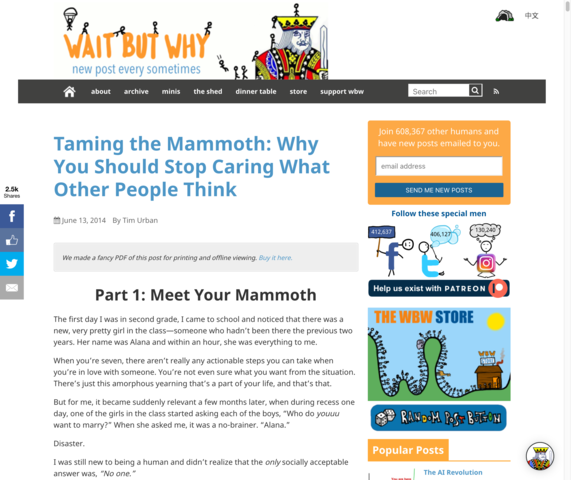 WAIT BUT WHY
new post every sometimes
中文
about archive minis the shed dinner table store support wbw Search
Taming the Mammoth: Why
You Should Stop Caring What
Other People Think
June 13, 2014 By Tim Urban
2.5k
Shares
We made a fancy PDF of this post for printing and offline viewing. Buy it here.
Part 1: Meet Your Mammoth
The first day I was in second grade, I came to school and noticed that there was a
new, very pretty girl in the class—someone who hadn't been there the previous two
years. Her name was Alana and within an hour, she was everything to me.
When you're seven, there aren't really any actionable steps you can take when
you're in love with someone. You're not even sure what you want from the situation.
There's just this amorphous yearning that's a part of your life, and that's that.
But for me, it became suddenly relevant a few months later, when during recess one
day, one of the girls in the class started asking each of the boys, “Who do youuu
want to marry?” When she asked me, it was a no-brainer. “Alana.”
Disaster.
I was still new to being a human and didn't realize that the only socially acceptable
answer was, “No one.”
Join 608,367 other humans and
have new posts emailed to you.
email address
SEND ME NEW POSTS
Follow these special men
412,637 406,127 130,240
Help us exist with PATREON
THE WBW STORE
RANDOM POST BUTTON
Popular Posts
The AI Revolution